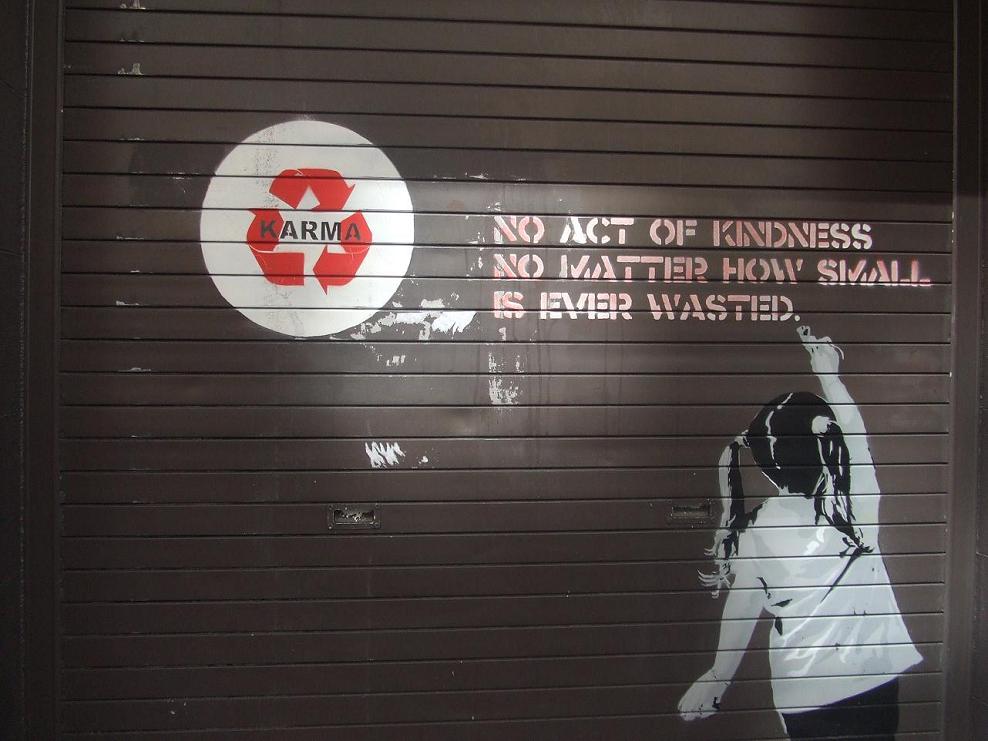 KARMA
NO ACT OF KINDNESS
NO MATTER HOW SMALL
IS EVER WASTED.